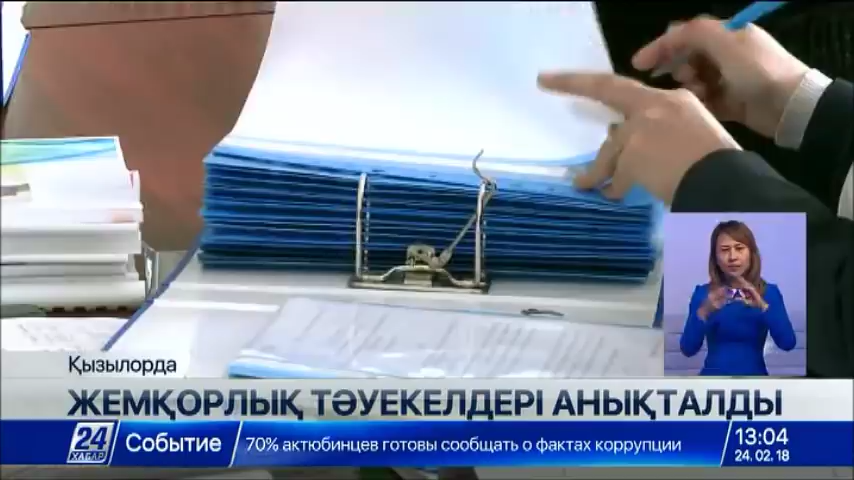 Қызылорда
ЖЕМҚОРЛЫҚ ТӘУЕКЕЛДЕРІ АНЫҚТАЛДЫ
24 ХАБАР
Событие
70% актюбинцев готовы сообщать о фактах коррупции
13:04
24. 02. 18